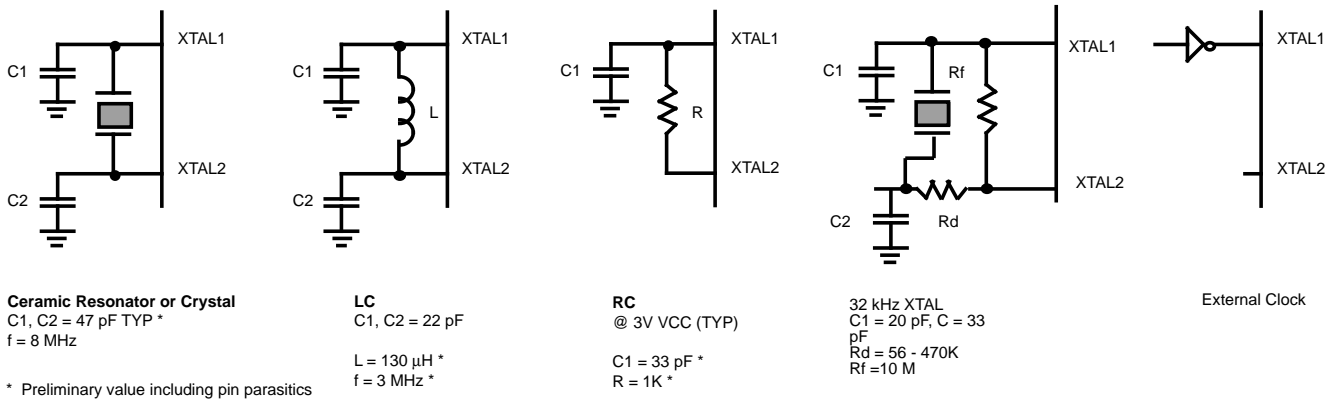 XTAL1
C1
XTAL2
C2
XTAL1
C1
L
XTAL2
C2
XTAL1
C1
R
XTAL2
XTAL1
C1
Rf
XTAL2
C2
Rd
XTAL1
XTAL2
Ceramic Resonator or Crystal
C1, C2 = 47 pF TYP *
f = 8 MHz
* Preliminary value including pin parasitics
LC
C1, C2 = 22 pF
L = 130 μH *
f = 3 MHz *
RC
@ 3V VCC (TYP)
C1 = 33 pF *
R = 1K *
32 kHz XTAL
C1 = 20 pF, C = 33
pF
Rd = 56 - 470K
Rf =10 M
External Clock